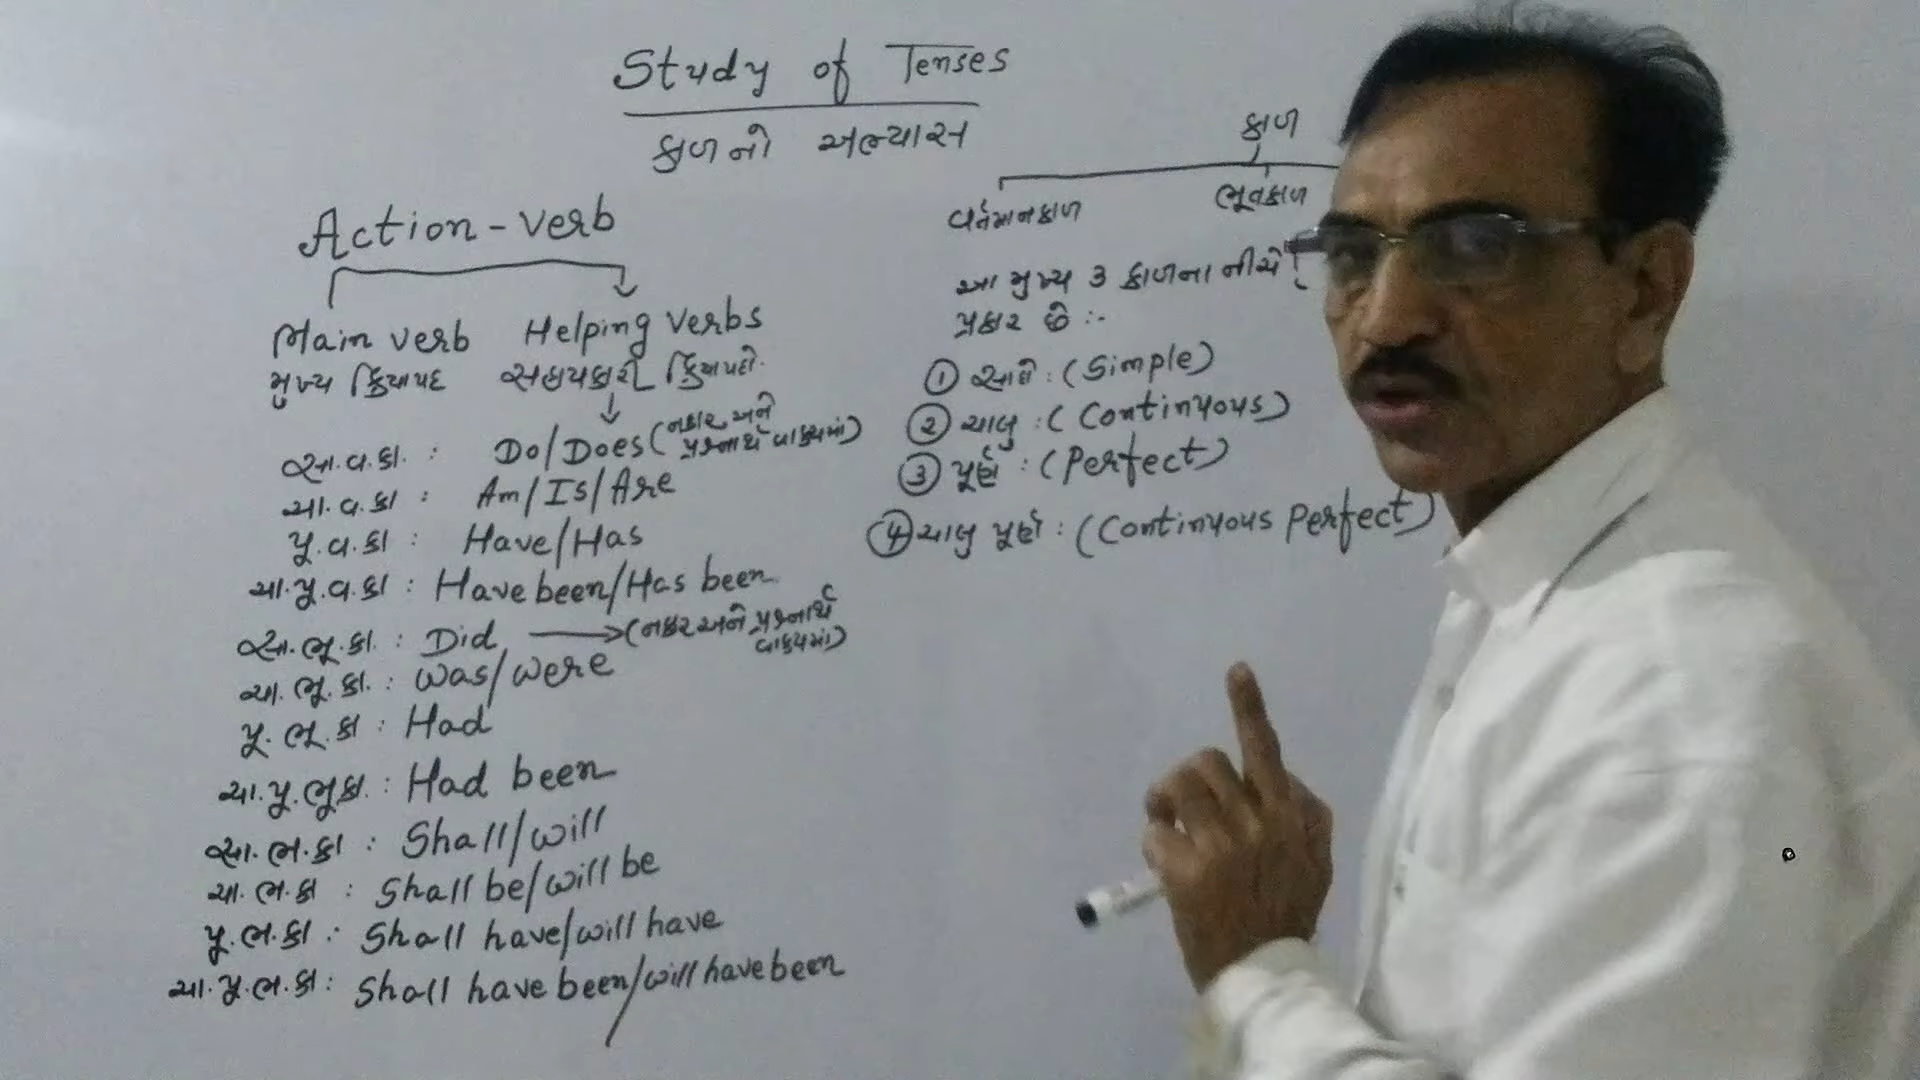 Study of Tenses
કાળનો અભ્યાસ
Action-verb
Main verb Helping verbs
મુખ્ય ક્રિયાપદ સહાયકારી ક્રિયાપદો.
સા.વ.કા. : Do/Does (નકાર અને પ્રશ્નાર્થ વાક્યમાં)
ચા.વ.કા : Am/Is/Are
પૂ.વ.કા : Have/Has
ચા.પૂ.વ.કા : Have been/Has been
સા.ભૂ.કા. : Did (નકાર અને પ્રશ્નાર્થ વાક્યમાં)
ચા.ભૂ.કા. : was/were
પૂ.ભૂ.કા : Had
ચા.પૂ.ભૂ.કા. : Had been
સા.ભ.કા : Shall/will
ચા.ભ.કા : Shall be/will be
પૂ.ભ.કા : Shall have/will have
ચા.પૂ.ભ.કા : Shall have been/will have been
કાળ
વર્તમાનકાળ ભૂતકાળ
આ મુખ્ય ૩ કાળના નીચે
પ્રકાર છે :-
① સાદો : (Simple)
② ચાલુ : (Continuous)
③ પૂર્ણ : (Perfect)
④ ચાલુ પૂર્ણ : (Continuous Perfect)